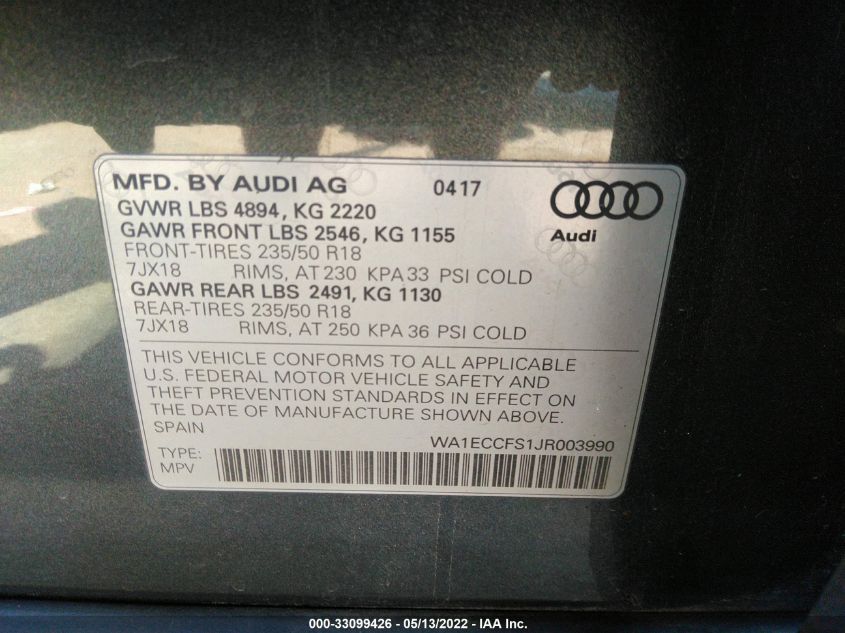 MFD. BY AUDI AG 0417
GVWR LBS 4894, KG 2220
GAWR FRONT LBS 2546, KG 1155
FRONT-TIRES 235/50 R18
7JX18 RIMS, AT 230 KPA 33 PSI COLD
GAWR REAR LBS 2491, KG 1130
REAR-TIRES 235/50 R18
7JX18 RIMS, AT 250 KPA 36 PSI COLD
Audi
THIS VEHICLE CONFORMS TO ALL APPLICABLE
U.S. FEDERAL MOTOR VEHICLE SAFETY AND
THEFT PREVENTION STANDARDS IN EFFECT ON
THE DATE OF MANUFACTURE SHOWN ABOVE.
SPAIN
WA1ECCFS1JR003990
TYPE:
MPV
000-33099426 - 05/13/2022 - IAA Inc.